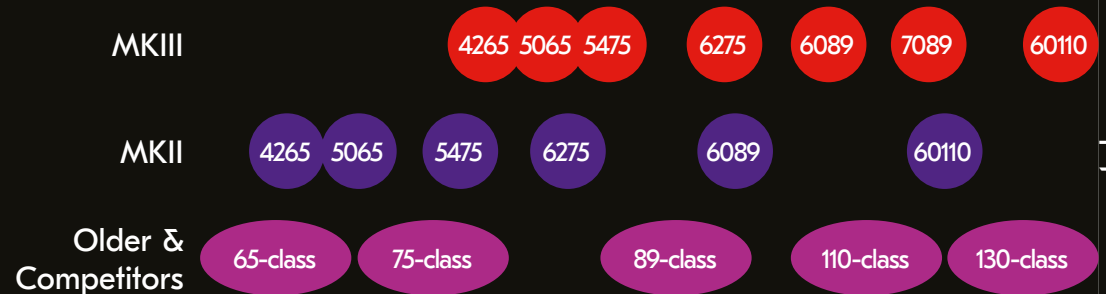 MKIII 4265 5065 5475 6275 6089 7089 60110
MKII 4265 5065 5475 6275 6089 60110
Older &
Competitors 65-class 75-class 89-class 110-class 130-class